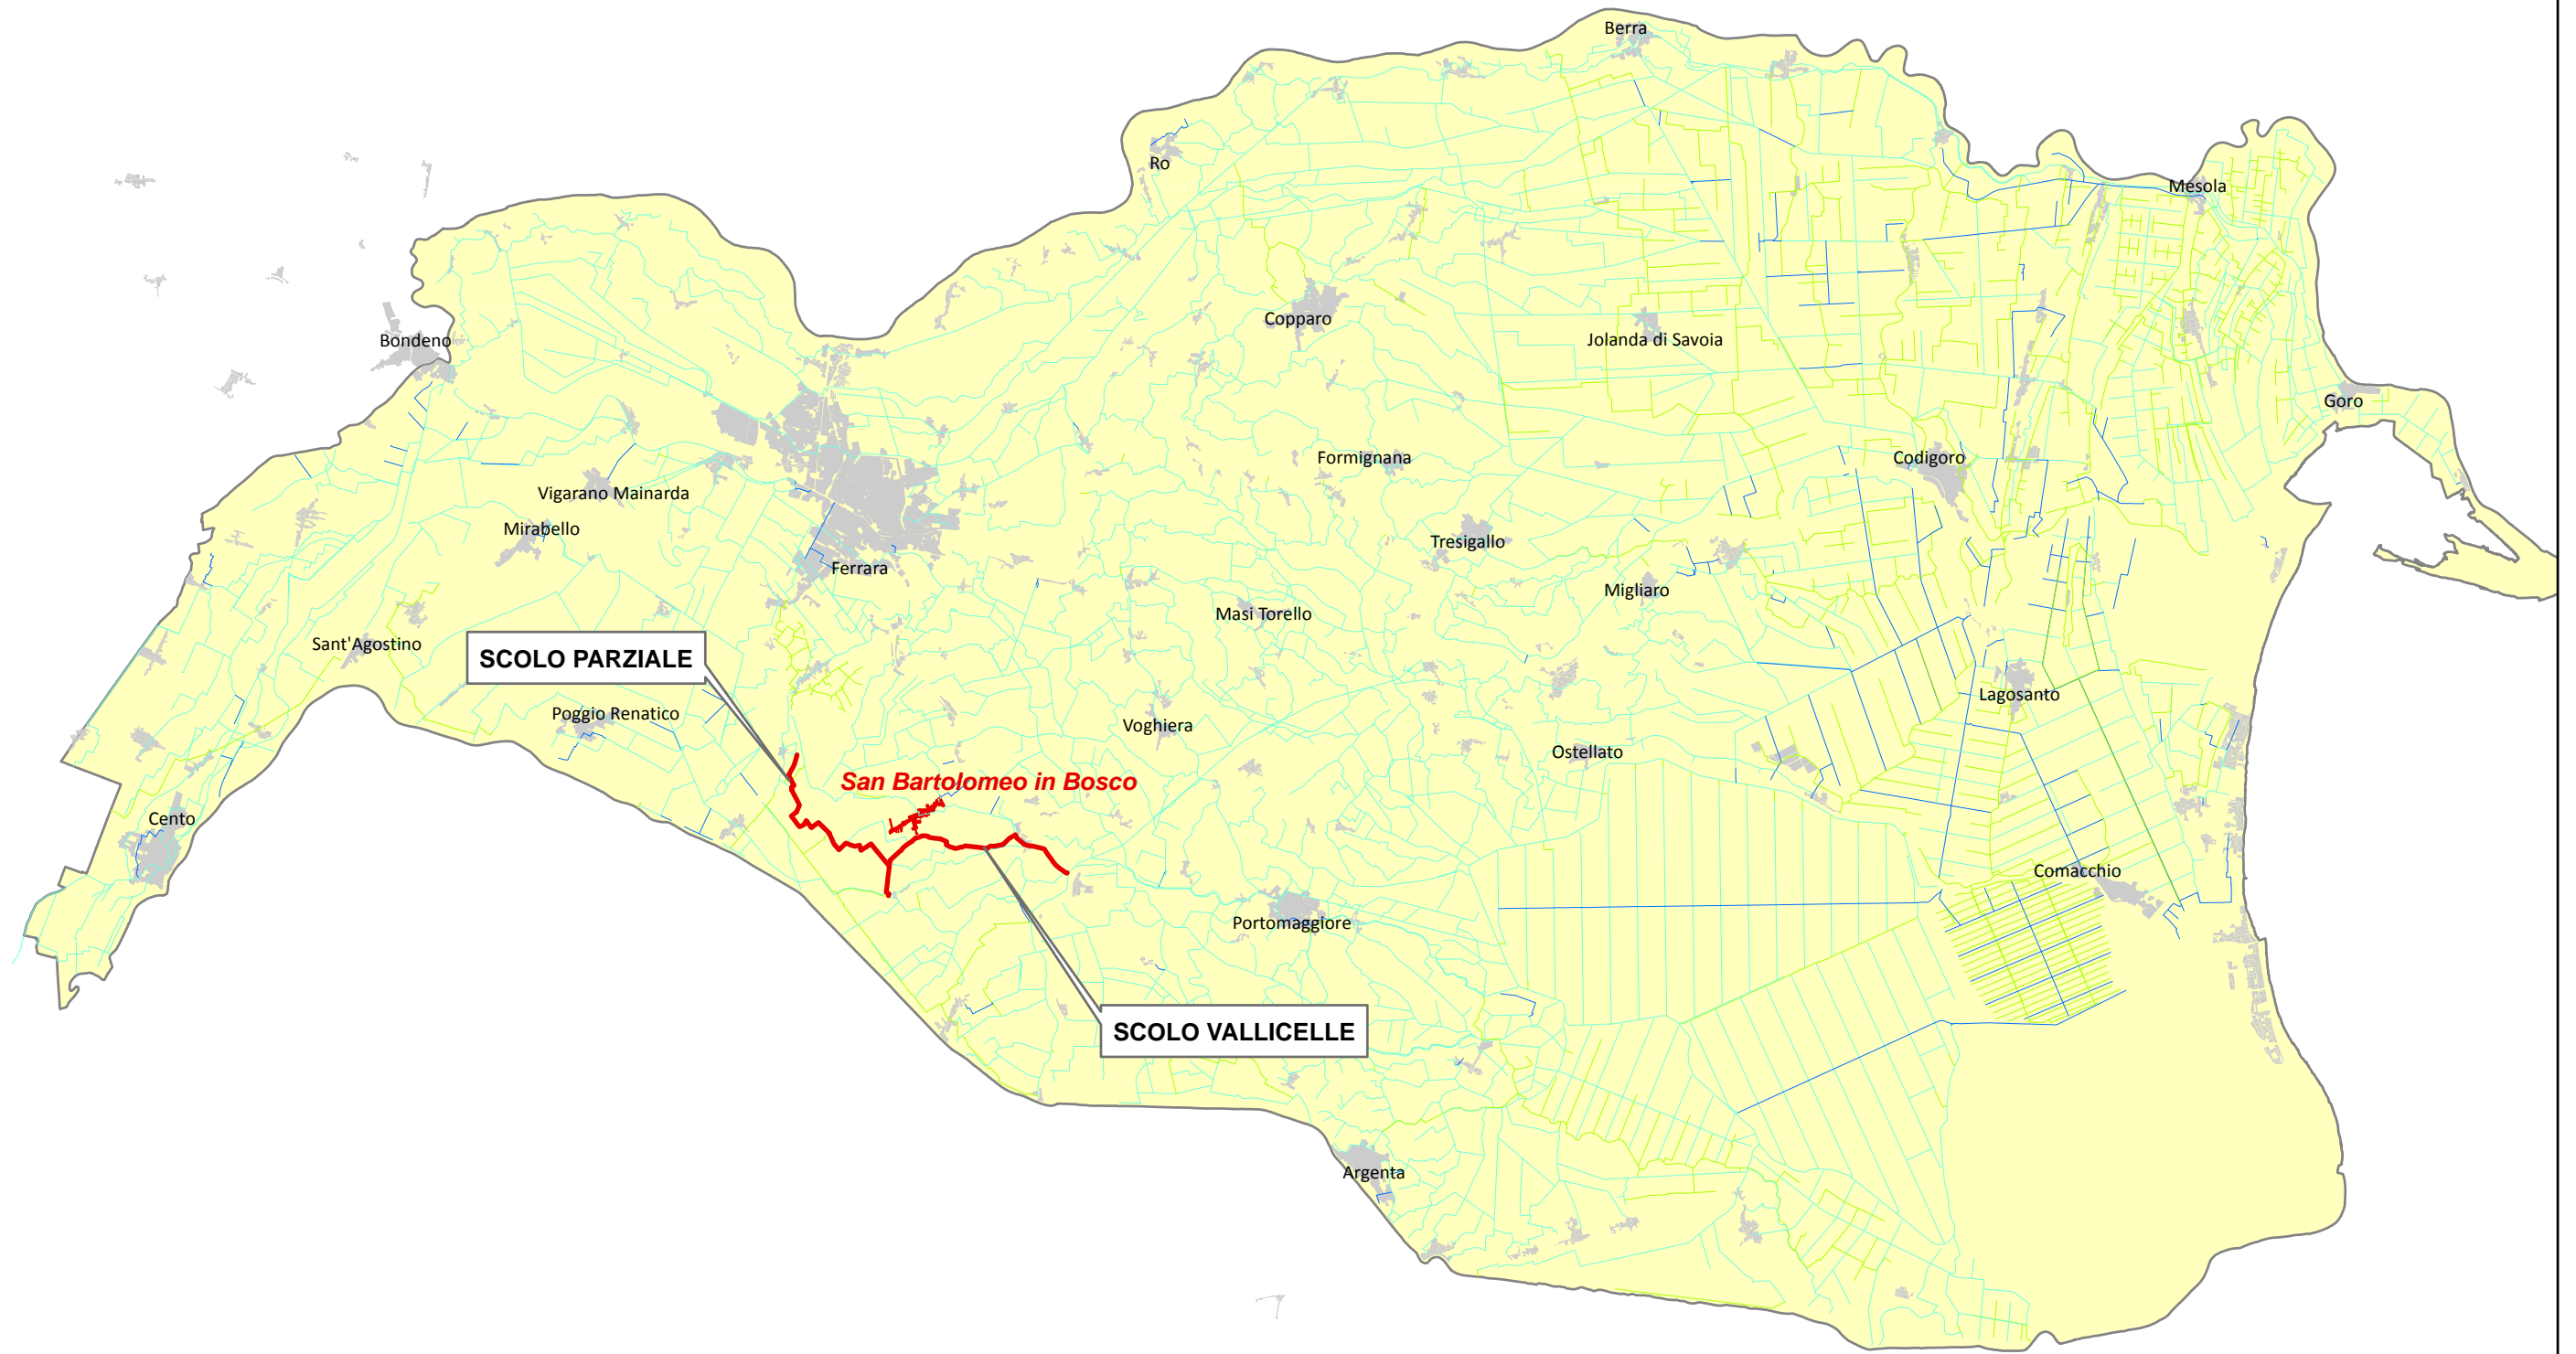 Berra
Ro
Mesola
Copparo
Bondeno
Jolanda di Savoia
Goro
Formignana
Codigoro
Vigarano Mainarda
Mirabello
Tresigallo
Ferrara
Migliaro
Masi Torello
Sant'Agostino
SCOLO PARZIALE
Lagosanto
Poggio Renatico
Voghiera
Ostellato
San Bartolomeo in Bosco
Cento
Comacchio
Portomaggiore
SCOLO VALLICELLE
Argenta